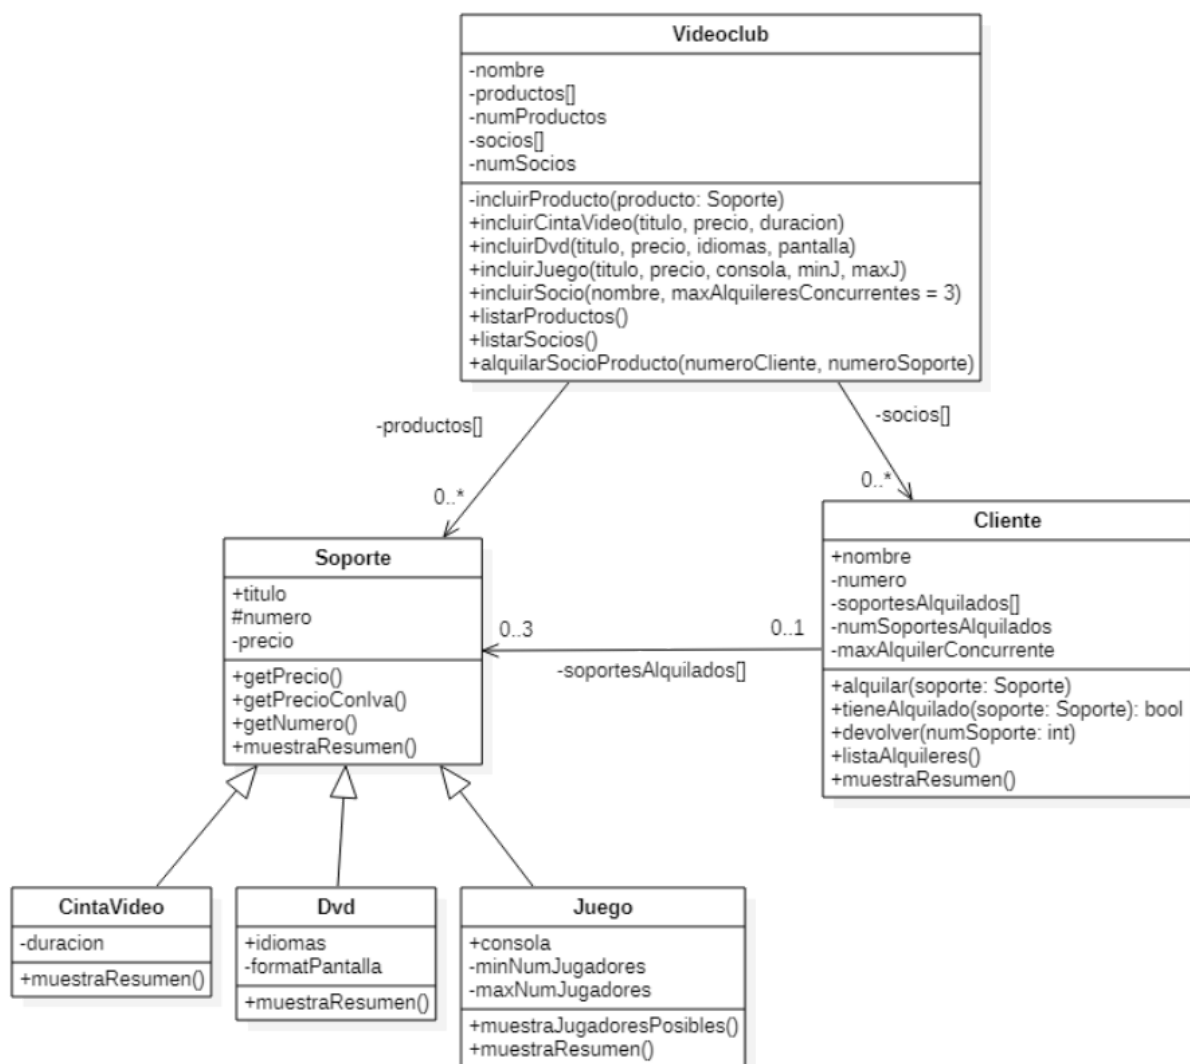 Videoclub
-nombre
-productos[]
-numProductos
-socios[]
-numSocios
-incluirProducto(producto: Soporte)
+incluirCintaVideo(titulo, precio, duracion)
+incluirDvd(titulo, precio, idiomas, pantalla)
+incluirJuego(titulo, precio, consola, minJ, maxJ)
+incluirSocio(nombre, maxAlquileresConcurrentes = 3)
+listarProductos()
+listarSocios()
+alquilarSocioProducto(numeroCliente, numeroSoporte)
-productos[]
-socios[]
0..*
0..*
Soporte
+titulo
#numero
-precio
+getPrecio()
+getPrecioConIva()
+getNumero()
+muestraResumen()
0..3
0..1
-soportesAlquilados[]
Cliente
+nombre
-numero
-soportesAlquilados[]
-numSoportesAlquilados
-maxAlquilerConcurrente
+alquilar(soporte: Soporte)
+tieneAlquilado(soporte: Soporte): bool
+devolver(numSoporte: int)
+listaAlquileres()
+muestraResumen()
CintaVideo
-duracion
+muestraResumen()
Dvd
+idiomas
-formatPantalla
+muestraResumen()
Juego
+consola
-minNumJugadores
-maxNumJugadores
+muestraJugadoresPosibles()
+muestraResumen()